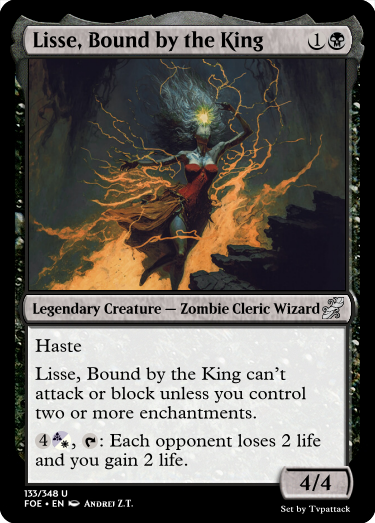 Lisse, Bound by the King 1
Legendary Creature — Zombie Cleric Wizard
Haste
Lisse, Bound by the King can't
attack or block unless you control
two or more enchantments.
4, : Each opponent loses 2 life
and you gain 2 life.
4/4
133/348 U
FOE • EN Andrei Z.T.
Set by Tvpattack